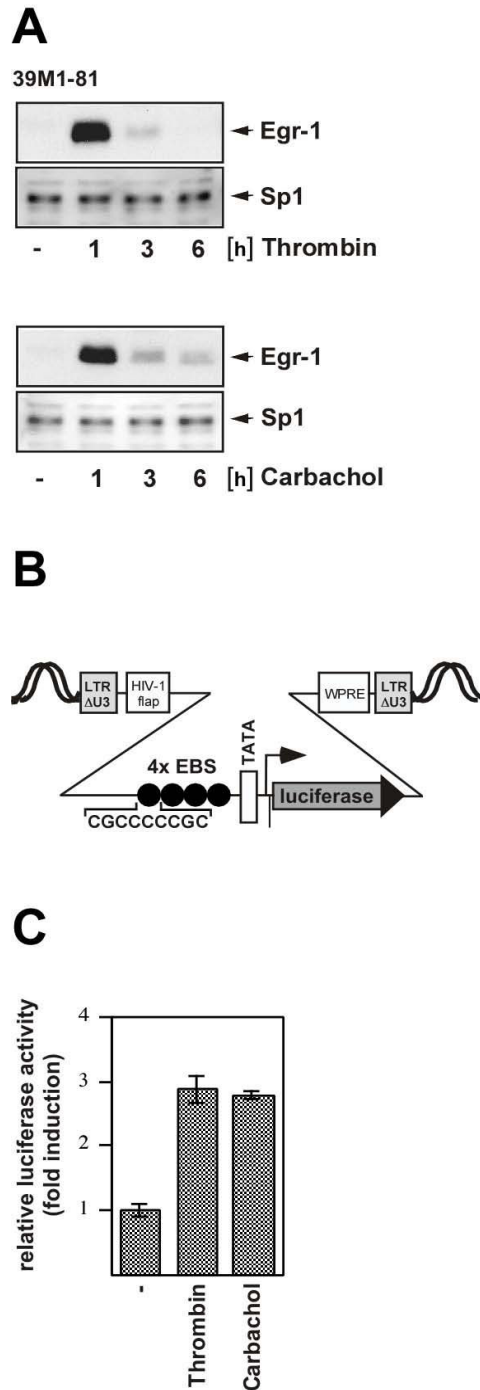 A
39M1-81
Egr-1
Sp1
- 1 3 6 [h] Thrombin
Egr-1
Sp1
- 1 3 6 [h] Carbachol
B
LTR ΔU3
HIV-1 flap
WPRE
LTR ΔU3
4x EBS
TATA
luciferase
CGCCCCCGC
C
relative luciferase activity
(fold induction)
4
3
2
1
-
Thrombin
Carbachol